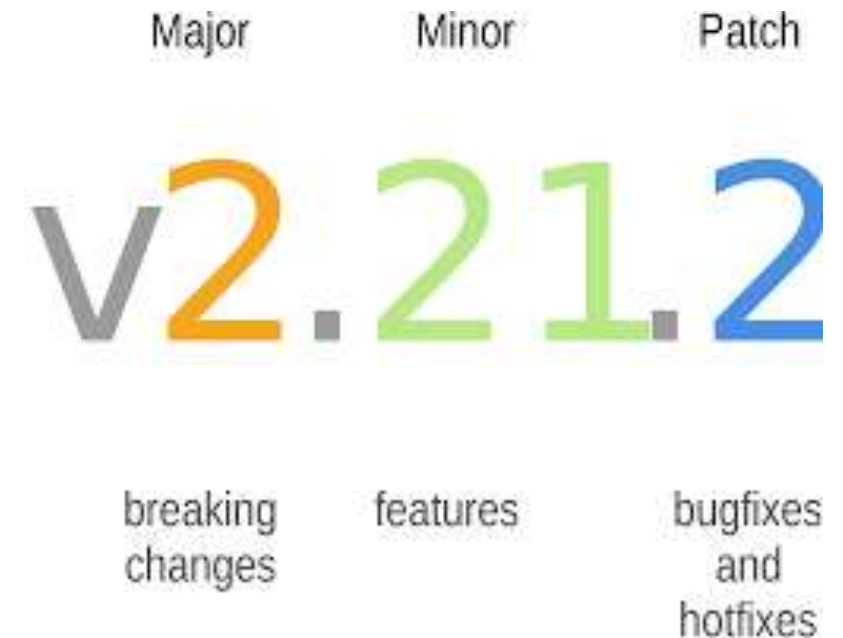 Major Minor Patch
v2.21.2
breaking features bugfixes
changes and
hotfixes